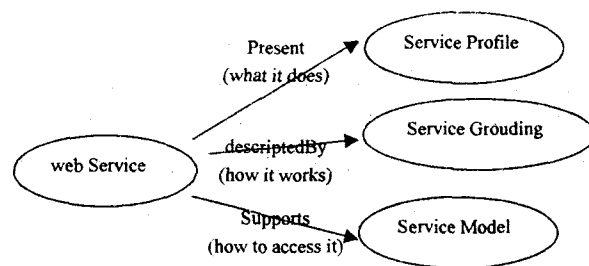 Present
(what it does)
Service Profile
web Service
descriptedBy
(how it works)
Service Grouding
Supports
(how to access it)
Service Model